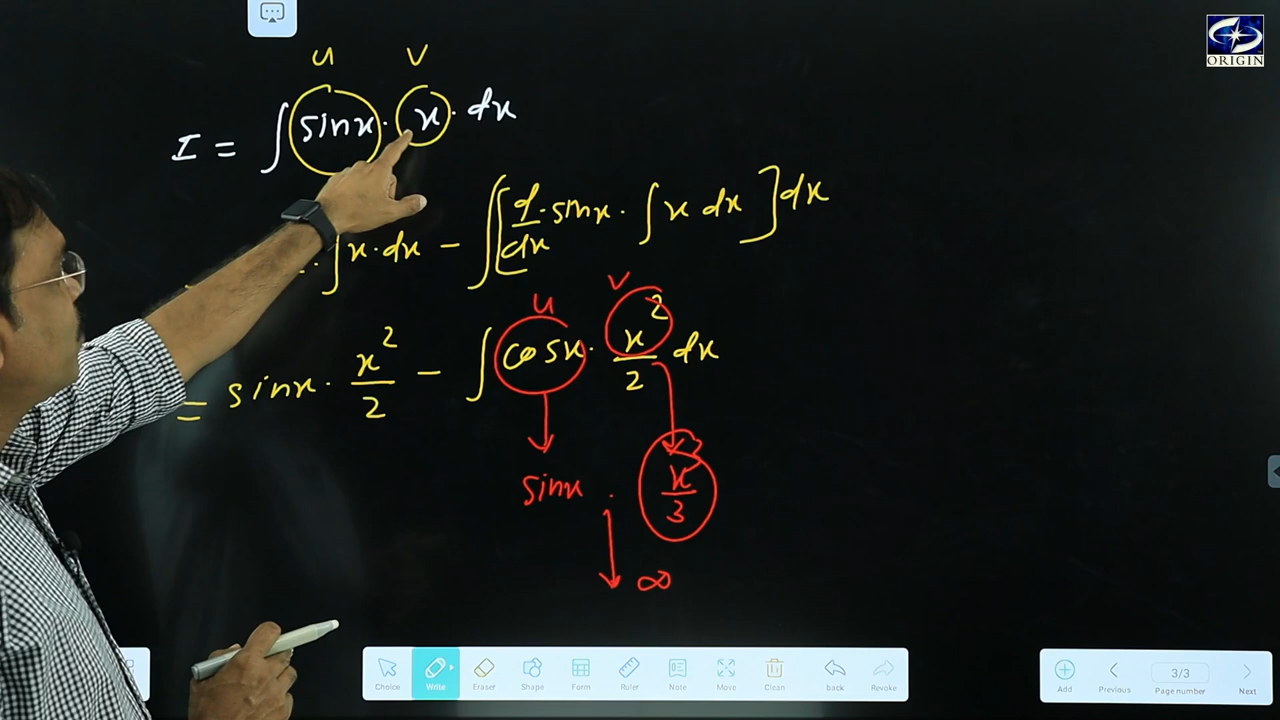 u v
I = ∫ sinx · x · dx
∫ x · dx − ∫ [ d/dx · sinx · ∫ x dx ] dx
u v
= sinx · x²/2 − ∫ cosx · x²/2 dx
sinx · x³/3
∞
ORIGIN
Choice Write Eraser Shape Form Ruler Note Move Clean back Revoke
Add Previous 3/3 Page number Next